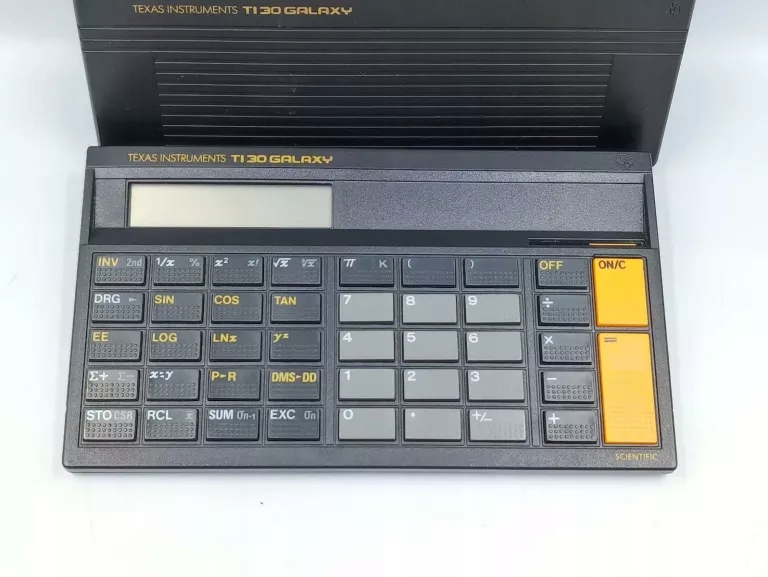 TEXAS INSTRUMENTS TI 30 GALAXY
TEXAS INSTRUMENTS TI 30 GALAXY
INV 2nd 1/x % x² x! √x π K ( ) OFF ON/C
DRG SIN COS TAN 7 8 9 ÷
EE LOG LNx yˣ 4 5 6 × =
Σ+ Σ− x:y P▸R DMS▸DD 1 2 3 −
STO CSR RCL x̄ SUM σn-1 EXC σn 0 . +/− +
SCIENTIFIC